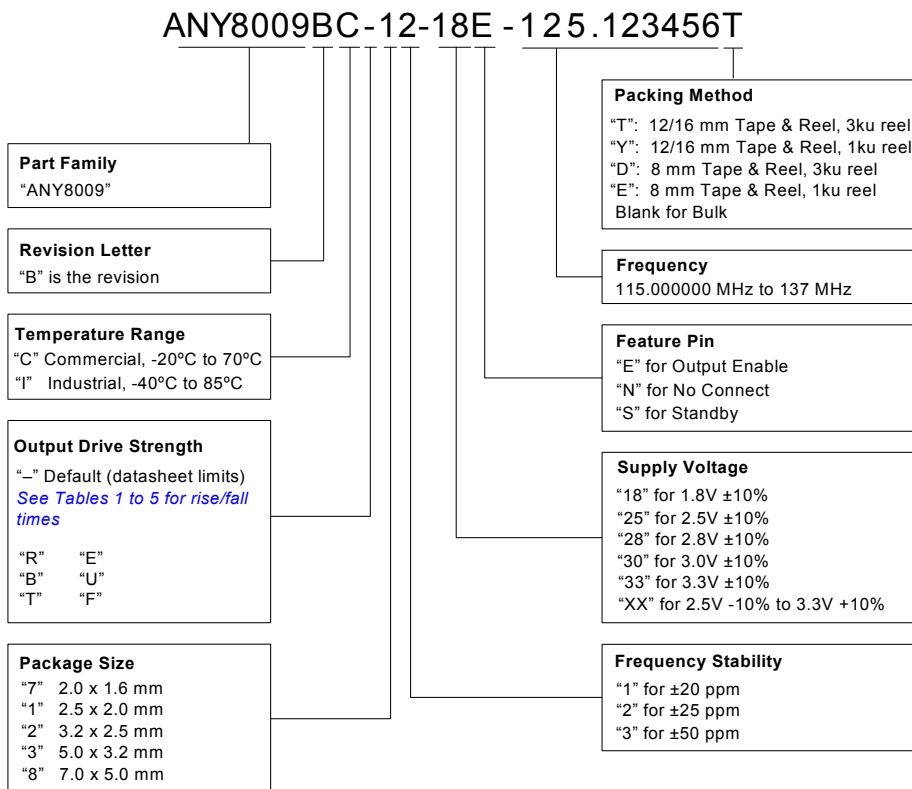 ANY8009BC-12-18E-125.123456T
Part Family
“ANY8009”
Revision Letter
“B” is the revision
Temperature Range
“C” Commercial, -20ºC to 70ºC
“I” Industrial, -40ºC to 85ºC
Output Drive Strength
“–” Default (datasheet limits)
See Tables 1 to 5 for rise/fall
times
“R” “E”
“B” “U”
“T” “F”
Package Size
“7” 2.0 x 1.6 mm
“1” 2.5 x 2.0 mm
“2” 3.2 x 2.5 mm
“3” 5.0 x 3.2 mm
“8” 7.0 x 5.0 mm
Packing Method
“T”: 12/16 mm Tape & Reel, 3ku reel
“Y”: 12/16 mm Tape & Reel, 1ku reel
“D”: 8 mm Tape & Reel, 3ku reel
“E”: 8 mm Tape & Reel, 1ku reel
Blank for Bulk
Frequency
115.000000 MHz to 137 MHz
Feature Pin
“E” for Output Enable
“N” for No Connect
“S” for Standby
Supply Voltage
“18” for 1.8V ±10%
“25” for 2.5V ±10%
“28” for 2.8V ±10%
“30” for 3.0V ±10%
“33” for 3.3V ±10%
“XX” for 2.5V -10% to 3.3V +10%
Frequency Stability
“1” for ±20 ppm
“2” for ±25 ppm
“3” for ±50 ppm